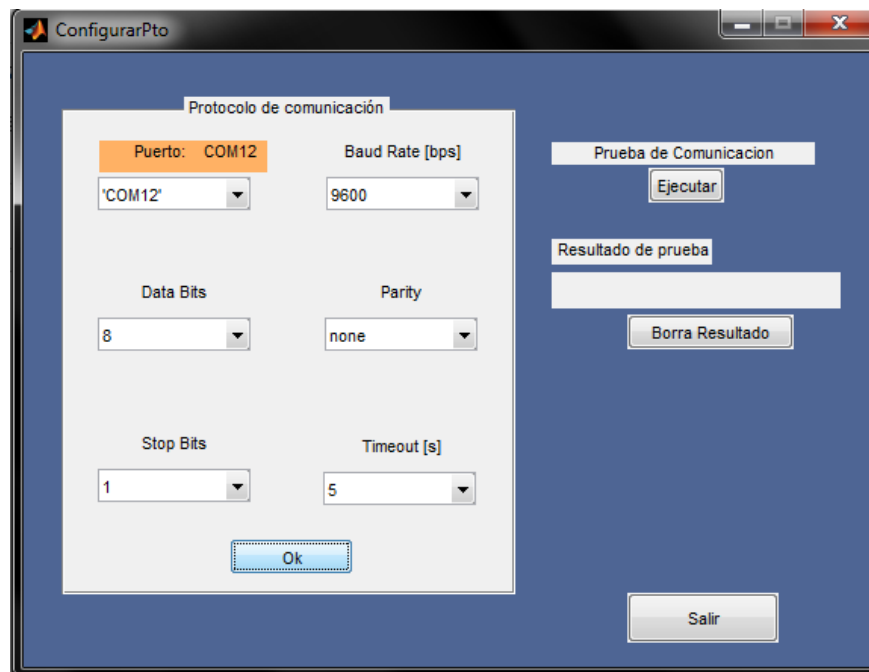 ConfigurarPto
Protocolo de comunicación
Puerto: COM12
Baud Rate [bps]
'COM12'
9600
Data Bits
Parity
8
none
Stop Bits
Timeout [s]
1
5
Ok
Prueba de Comunicacion
Ejecutar
Resultado de prueba
Borra Resultado
Salir